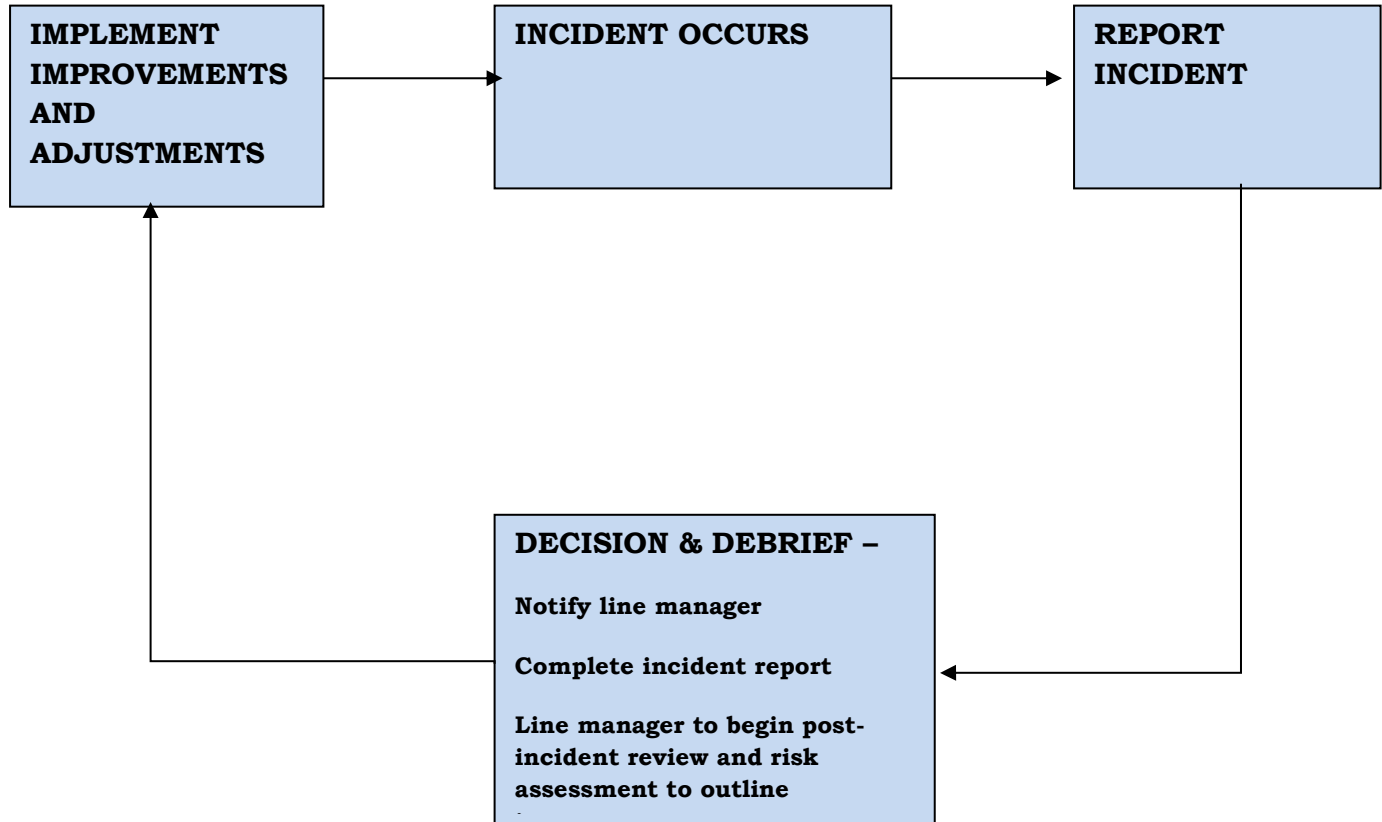 IMPLEMENT
IMPROVEMENTS
AND
ADJUSTMENTS
INCIDENT OCCURS
REPORT
INCIDENT
DECISION & DEBRIEF –
Notify line manager
Complete incident report
Line manager to begin post-
incident review and risk
assessment to outline